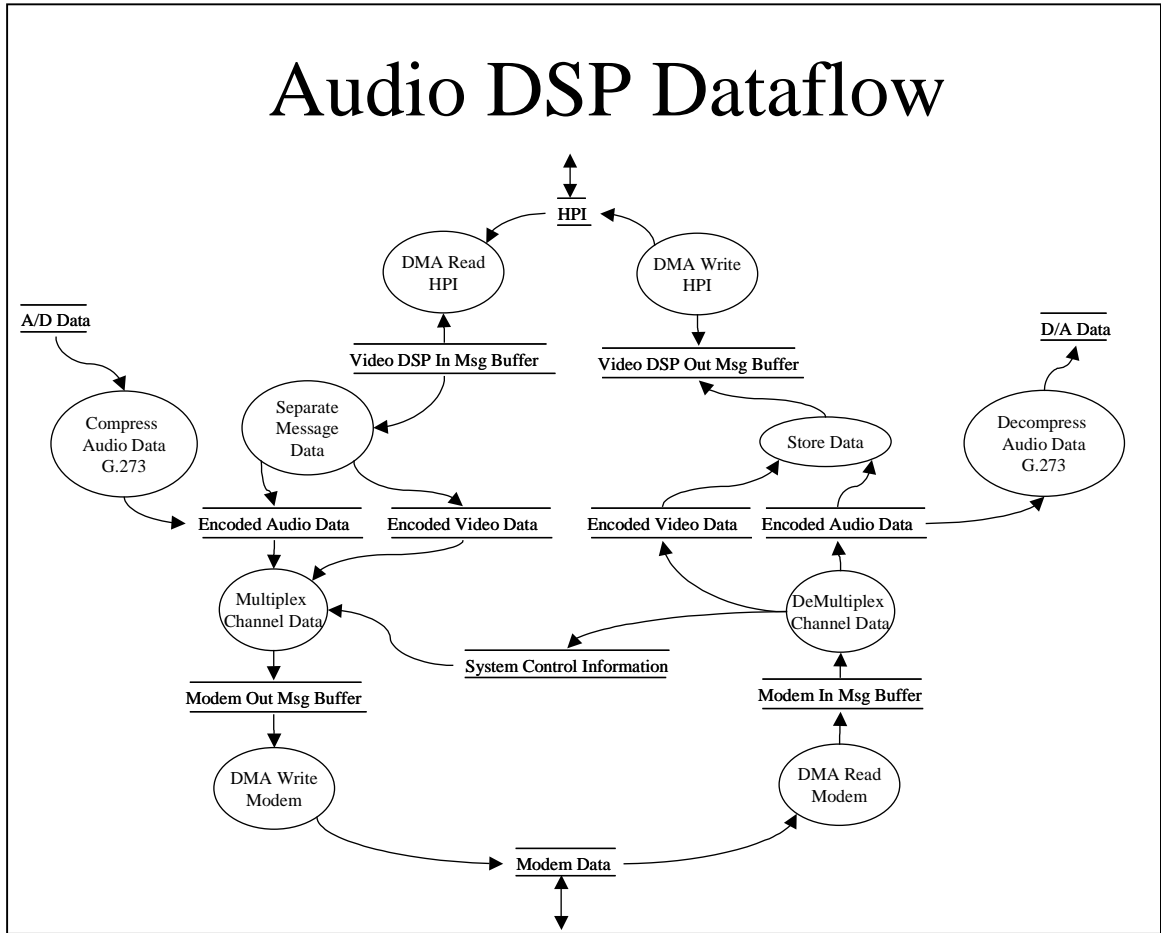 Audio DSP Dataflow
HPI
DMA Read
HPI
DMA Write
HPI
A/D Data
D/A Data
Video DSP In Msg Buffer
Video DSP Out Msg Buffer
Compress
Audio Data
G.273
Separate
Message
Data
Store Data
Decompress
Audio Data
G.273
Encoded Audio Data
Encoded Video Data
Encoded Video Data
Encoded Audio Data
Multiplex
Channel Data
DeMultiplex
Channel Data
System Control Information
Modem Out Msg Buffer
Modem In Msg Buffer
DMA Write
Modem
DMA Read
Modem
Modem Data